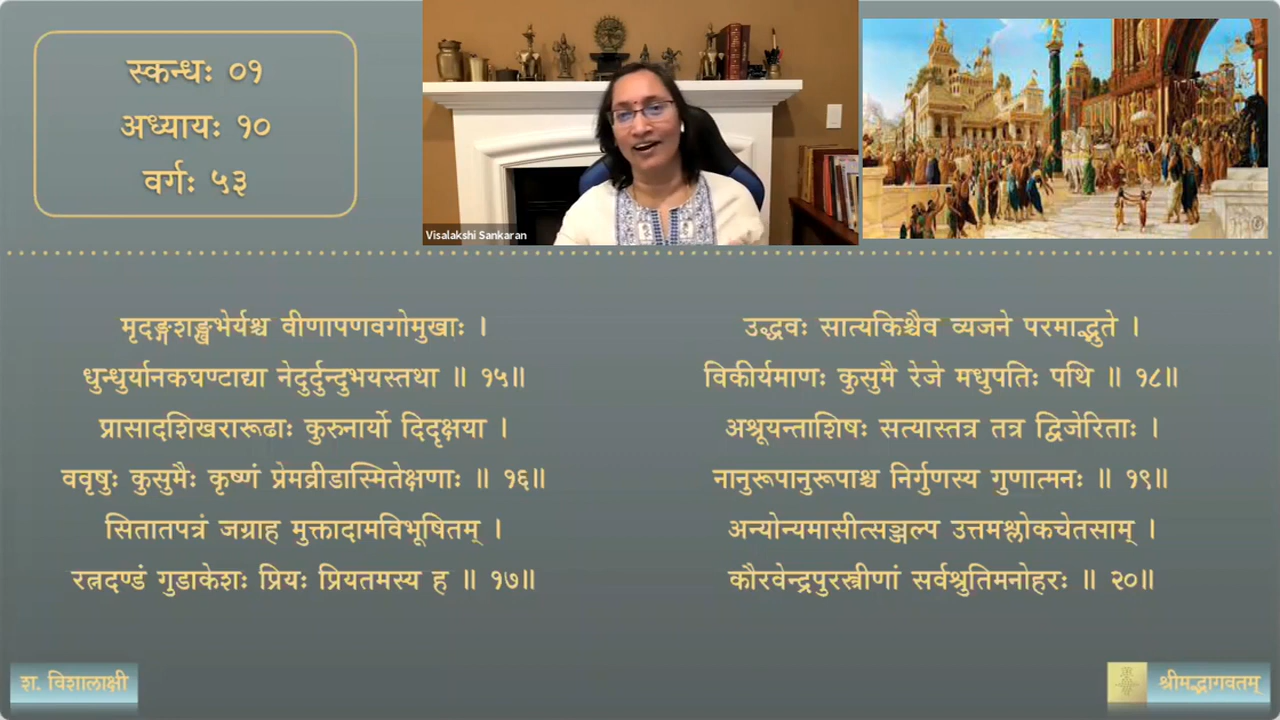 स्कन्धः ०१
अध्यायः १०
वर्गः ५३
Visalakshi Sankaran
मृदङ्गशङ्खभेर्यश्च वीणापणवगोमुखाः ।
धुन्धुर्यानकघण्टाद्या नेदुर्दुन्दुभयस्तथा ॥ १५॥
प्रासादशिखरारूढाः कुरुनार्यो दिदृक्षया ।
ववृषुः कुसुमैः कृष्णं प्रेमव्रीडास्मितेक्षणाः ॥ १६॥
सितातपत्रं जग्राह मुक्तादामविभूषितम् ।
रत्नदण्डं गुडाकेशः प्रियः प्रियतमस्य ह ॥ १७॥
उद्धवः सात्यकिश्चैव व्यजने परमाद्भुते ।
विकीर्यमाणः कुसुमै रेजे मधुपतिः पथि ॥ १८॥
अश्रूयन्ताशिषः सत्यास्तत्र तत्र द्विजेरिताः ।
नानुरूपानुरूपाश्च निर्गुणस्य गुणात्मनः ॥ १९॥
अन्योन्यमासीत्सञ्जल्प उत्तमश्लोकचेतसाम् ।
कौरवेन्द्रपुरस्त्रीणां सर्वश्रुतिमनोहरः ॥ २०॥
श. विशालाक्षी
श्रीमद्भागवतम्